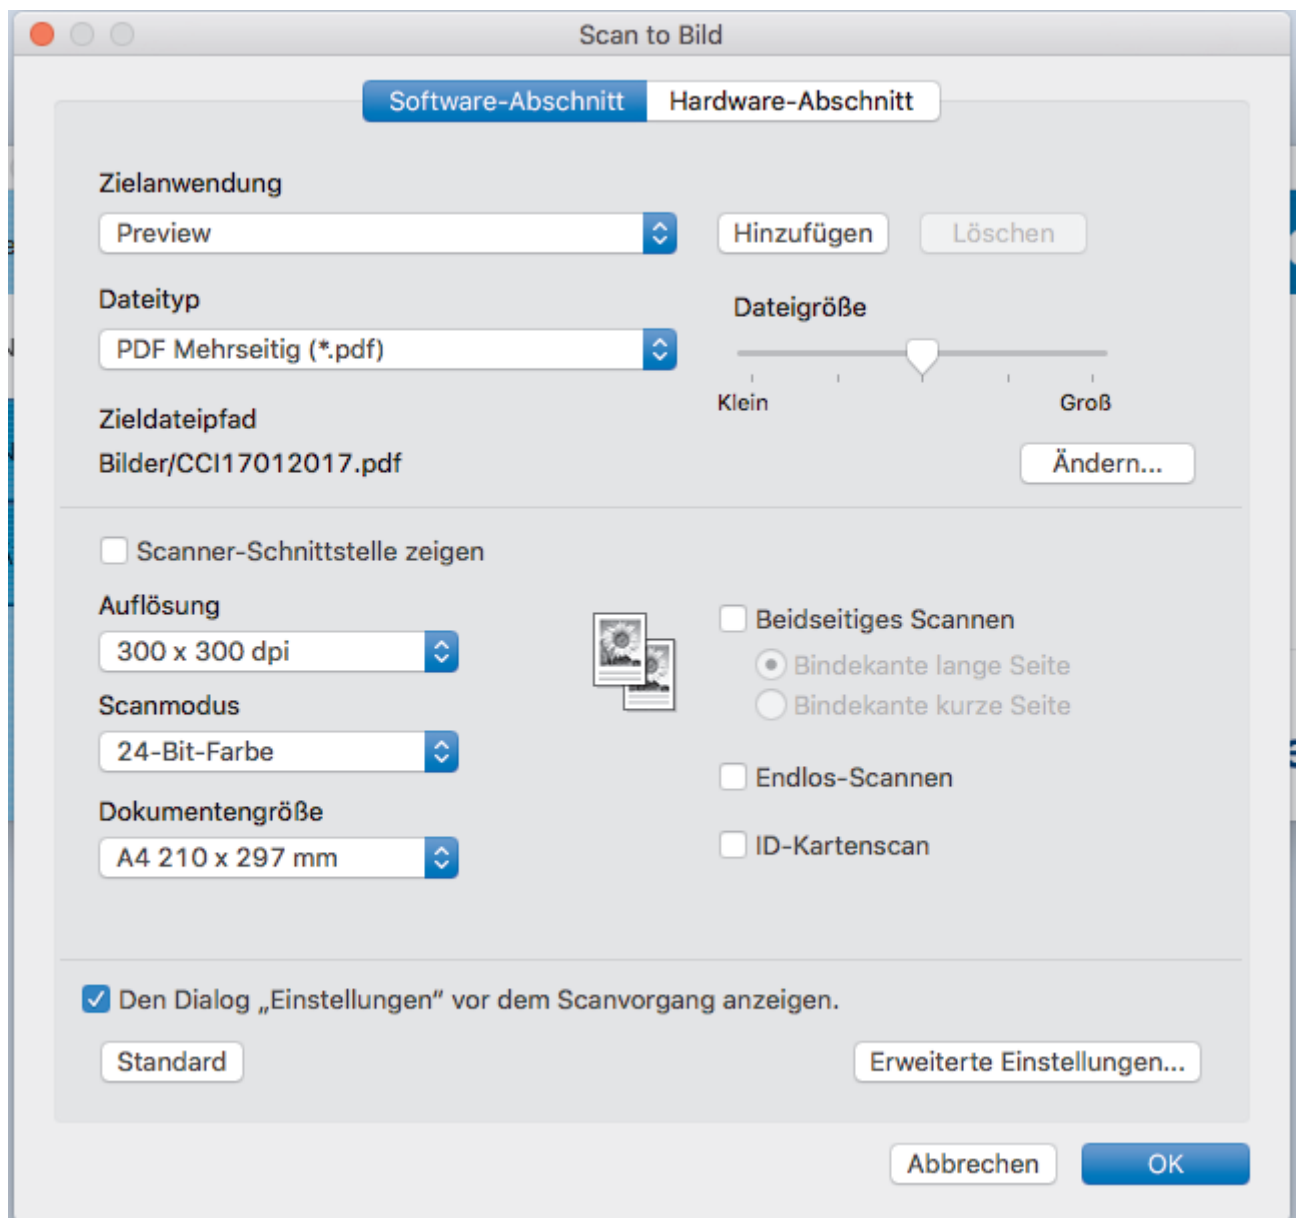 Scan to Bild
Software-Abschnitt Hardware-Abschnitt
Zielanwendung
Preview Hinzufügen Löschen
Dateityp Dateigröße
PDF Mehrseitig (*.pdf)
Klein Groß
Zieldateipfad
Bilder/CCI17012017.pdf Ändern...
Scanner-Schnittstelle zeigen
Auflösung
300 x 300 dpi
Scanmodus
24-Bit-Farbe
Dokumentengröße
A4 210 x 297 mm
Beidseitiges Scannen
Bindekante lange Seite
Bindekante kurze Seite
Endlos-Scannen
ID-Kartenscan
Den Dialog „Einstellungen“ vor dem Scanvorgang anzeigen.
Standard Erweiterte Einstellungen...
Abbrechen OK